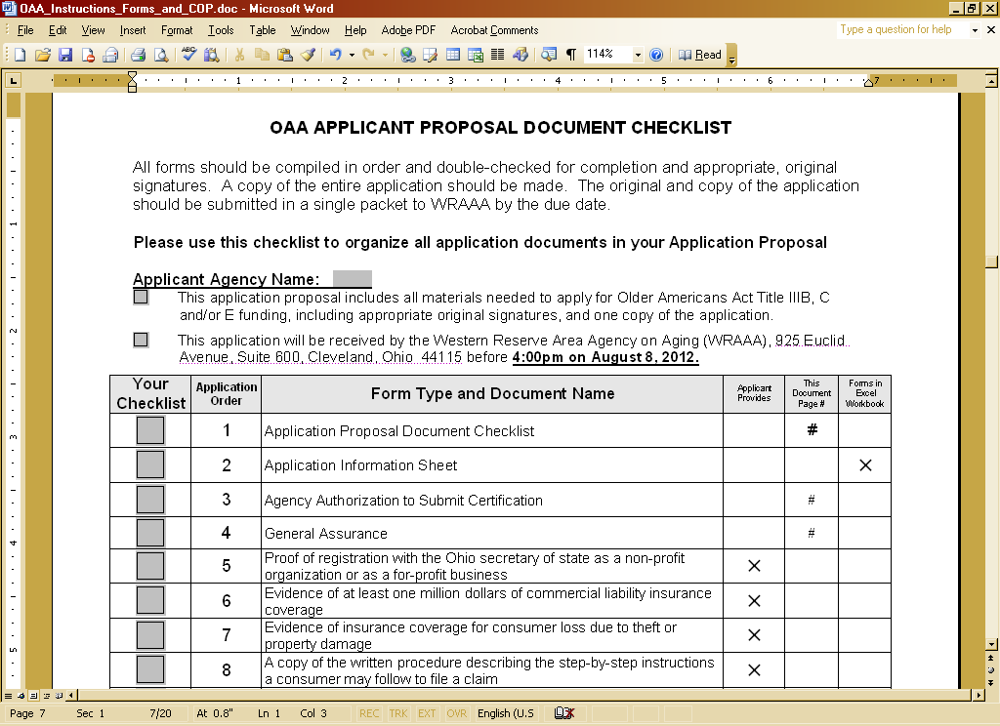 OAA_Instructions_Forms_and_COP.doc - Microsoft Word
File Edit View Insert Format Tools Table Window Help Adobe PDF Acrobat Comments
Type a question for help
114% Read
1 2 3 4 5 6 7
OAA APPLICANT PROPOSAL DOCUMENT CHECKLIST
All forms should be compiled in order and double-checked for completion and appropriate, original
signatures. A copy of the entire application should be made. The original and copy of the application
should be submitted in a single packet to WRAAA by the due date.
Please use this checklist to organize all application documents in your Application Proposal
Applicant Agency Name:
This application proposal includes all materials needed to apply for Older Americans Act Title IIIB, C
and/or E funding, including appropriate original signatures, and one copy of the application.
This application will be received by the Western Reserve Area Agency on Aging (WRAAA), 925 Euclid
Avenue, Suite 600, Cleveland, Ohio 44115 before 4:00pm on August 8, 2012.
Your Checklist Application Order Form Type and Document Name Applicant Provides This Document Page # Forms in Excel Workbook
1 Application Proposal Document Checklist #
2 Application Information Sheet ×
3 Agency Authorization to Submit Certification #
4 General Assurance #
5 Proof of registration with the Ohio secretary of state as a non-profit
organization or as a for-profit business ×
6 Evidence of at least one million dollars of commercial liability insurance
coverage ×
7 Evidence of insurance coverage for consumer loss due to theft or
property damage ×
8 A copy of the written procedure describing the step-by-step instructions
a consumer may follow to file a claim ×
Page 7 Sec 1 7/20 At 0.8" Ln 1 Col 3 REC TRK EXT OVR English (U.S